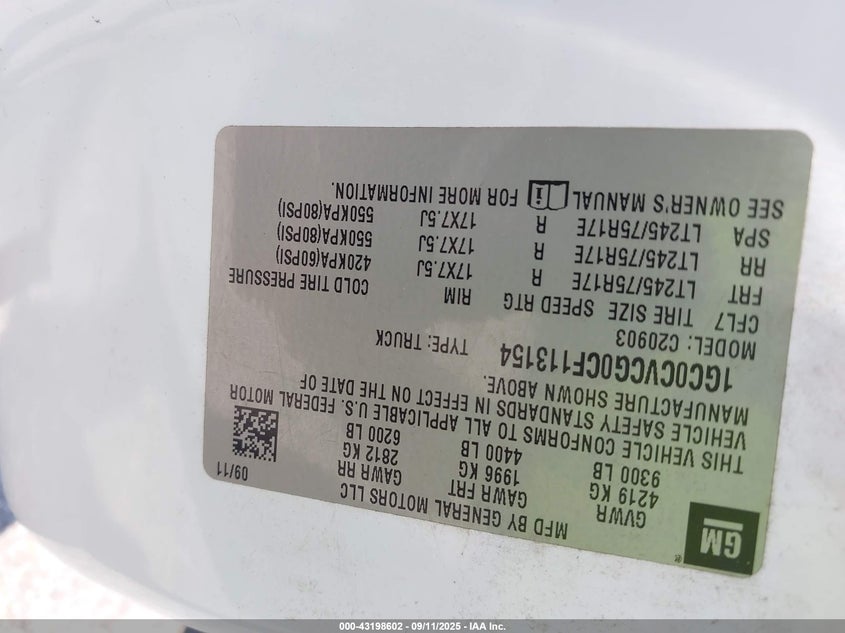 GM ®
MFD BY GENERAL MOTORS LLC 09/11
GVWR GAWR FRT GAWR RR
4219 KG 1996 KG 2812 KG
9300 LB 4400 LB 6200 LB
THIS VEHICLE CONFORMS TO ALL APPLICABLE U.S. FEDERAL MOTOR
VEHICLE SAFETY STANDARDS IN EFFECT ON THE DATE OF
MANUFACTURE SHOWN ABOVE.
1GC0CVCG0CF113154
MODEL: C20903 TYPE: TRUCK
CFL7 TIRE SIZE SPEED RTG RIM COLD TIRE PRESSURE
FRT LT245/75R17E R 17X7.5J 420KPA(60PSI)
RR LT245/75R17E R 17X7.5J 550KPA(80PSI)
SPA LT245/75R17E R 17X7.5J 550KPA(80PSI)
SEE OWNER'S MANUAL FOR MORE INFORMATION.
000-43198602 - 09/11/2025 - IAA Inc.